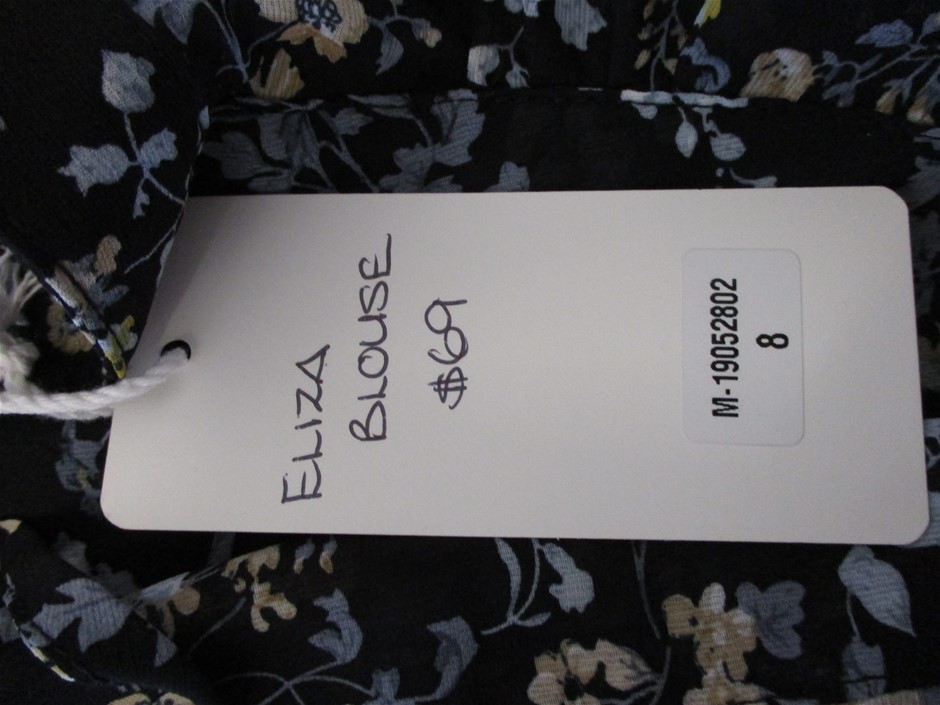 ELIZA
BLOUSE
$69
M-19052802
8